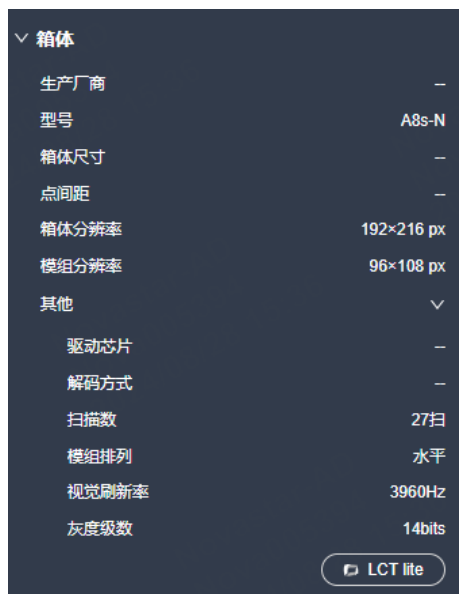 箱体
生产厂商 --
型号 A8s-N
箱体尺寸 --
点间距 --
箱体分辨率 192×216 px
模组分辨率 96×108 px
其他
驱动芯片 --
解码方式 --
扫描数 27扫
模组排列 水平
视觉刷新率 3960Hz
灰度级数 14bits
LCT lite